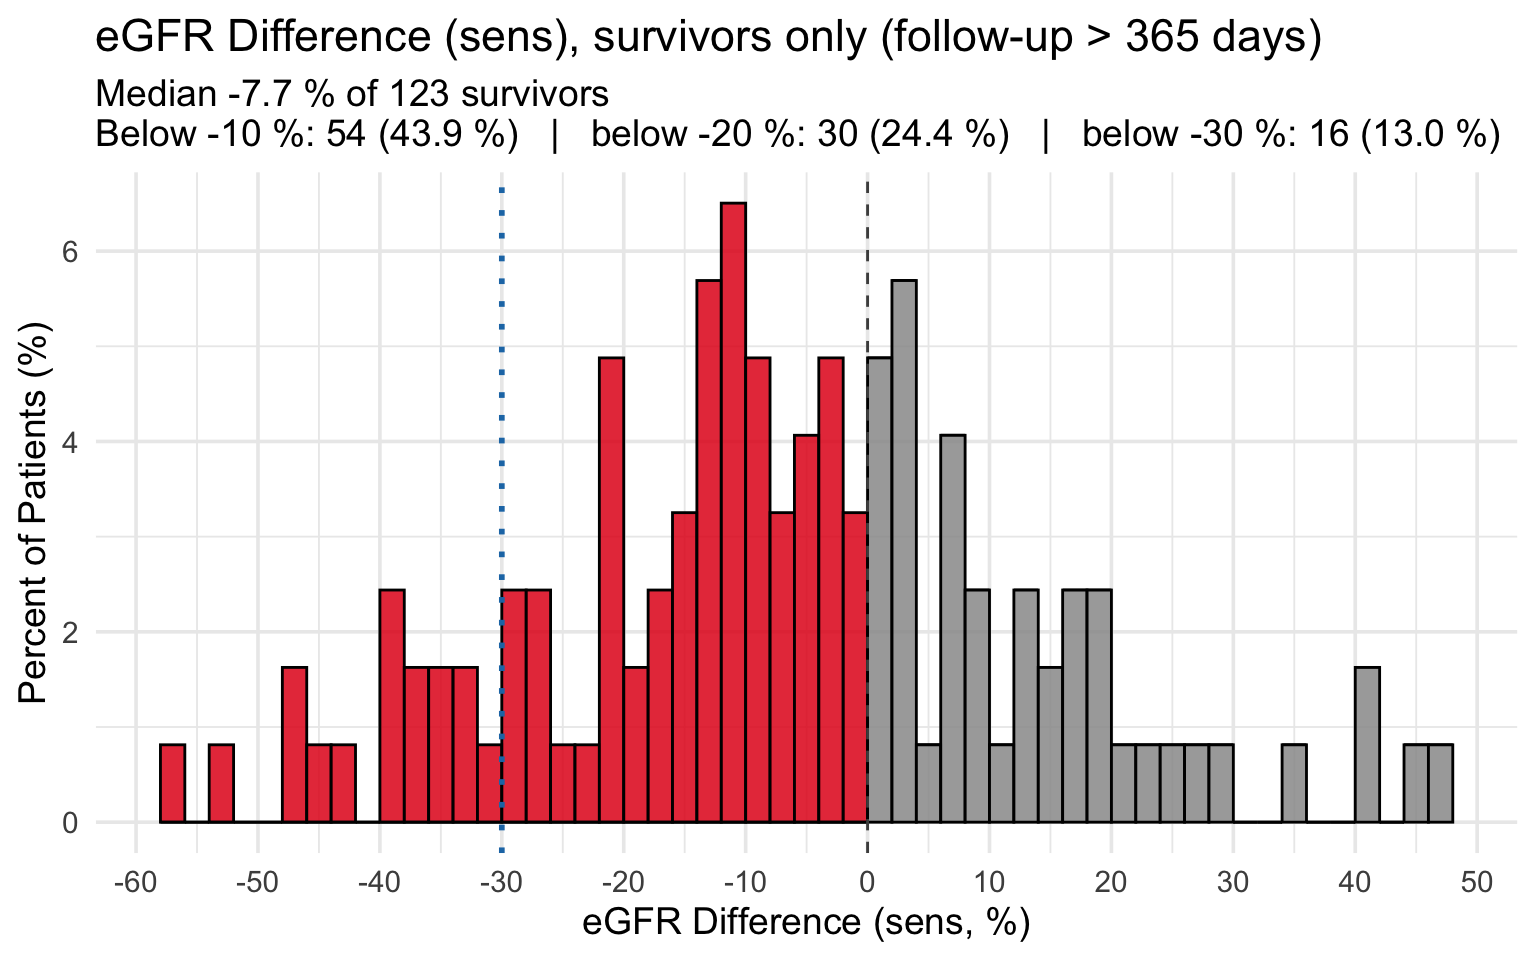 eGFR Difference (sens), survivors only (follow-up > 365 days)
Median -7.7 % of 123 survivors
Below -10 %: 54 (43.9 %)   |   below -20 %: 30 (24.4 %)   |   below -30 %: 16 (13.0 %)
Percent of Patients (%)
6
4
2
0
-60 -50 -40 -30 -20 -10 0 10 20 30 40 50
eGFR Difference (sens, %)